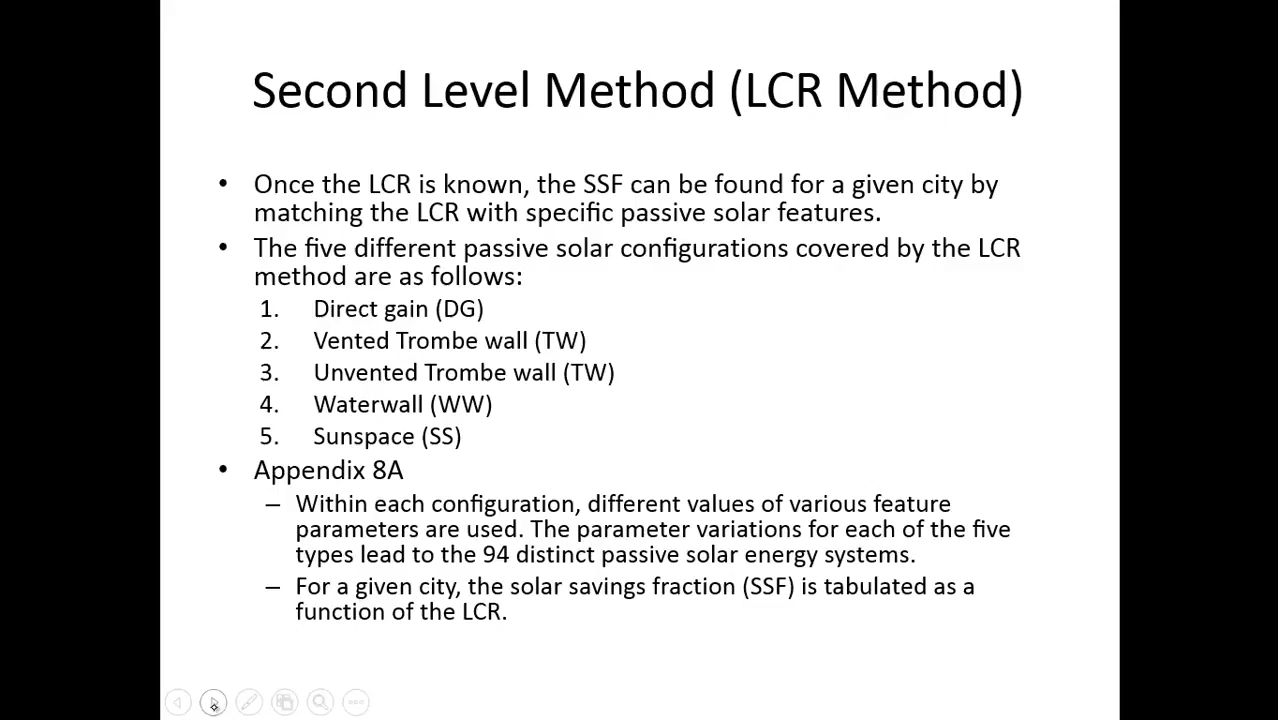 Second Level Method (LCR Method)
• Once the LCR is known, the SSF can be found for a given city by
matching the LCR with specific passive solar features.
• The five different passive solar configurations covered by the LCR
method are as follows:
1. Direct gain (DG)
2. Vented Trombe wall (TW)
3. Unvented Trombe wall (TW)
4. Waterwall (WW)
5. Sunspace (SS)
• Appendix 8A
– Within each configuration, different values of various feature
parameters are used. The parameter variations for each of the five
types lead to the 94 distinct passive solar energy systems.
– For a given city, the solar savings fraction (SSF) is tabulated as a
function of the LCR.